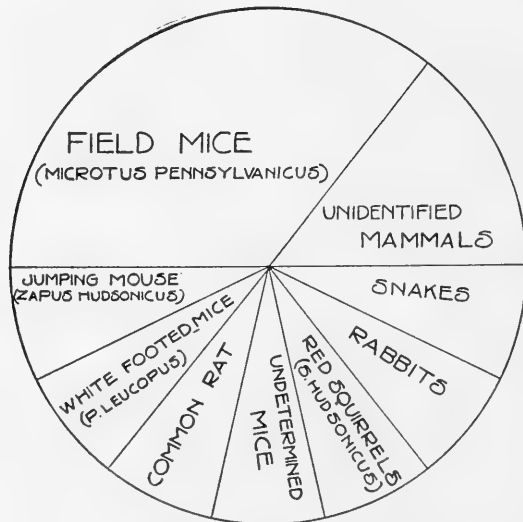 FIELD MICE
(MICROTUS PENNSYLVANICUS)
UNIDENTIFIED
MAMMALS
JUMPING MOUSE
(ZAPUS HUDSONICUS)
SNAKES
WHITE FOOTED MICE
(P. LEUCOPUS)
COMMON RAT
UNDETERMINED
MICE
RED SQUIRRELS
(S. HUDSONICUS)
RABBITS